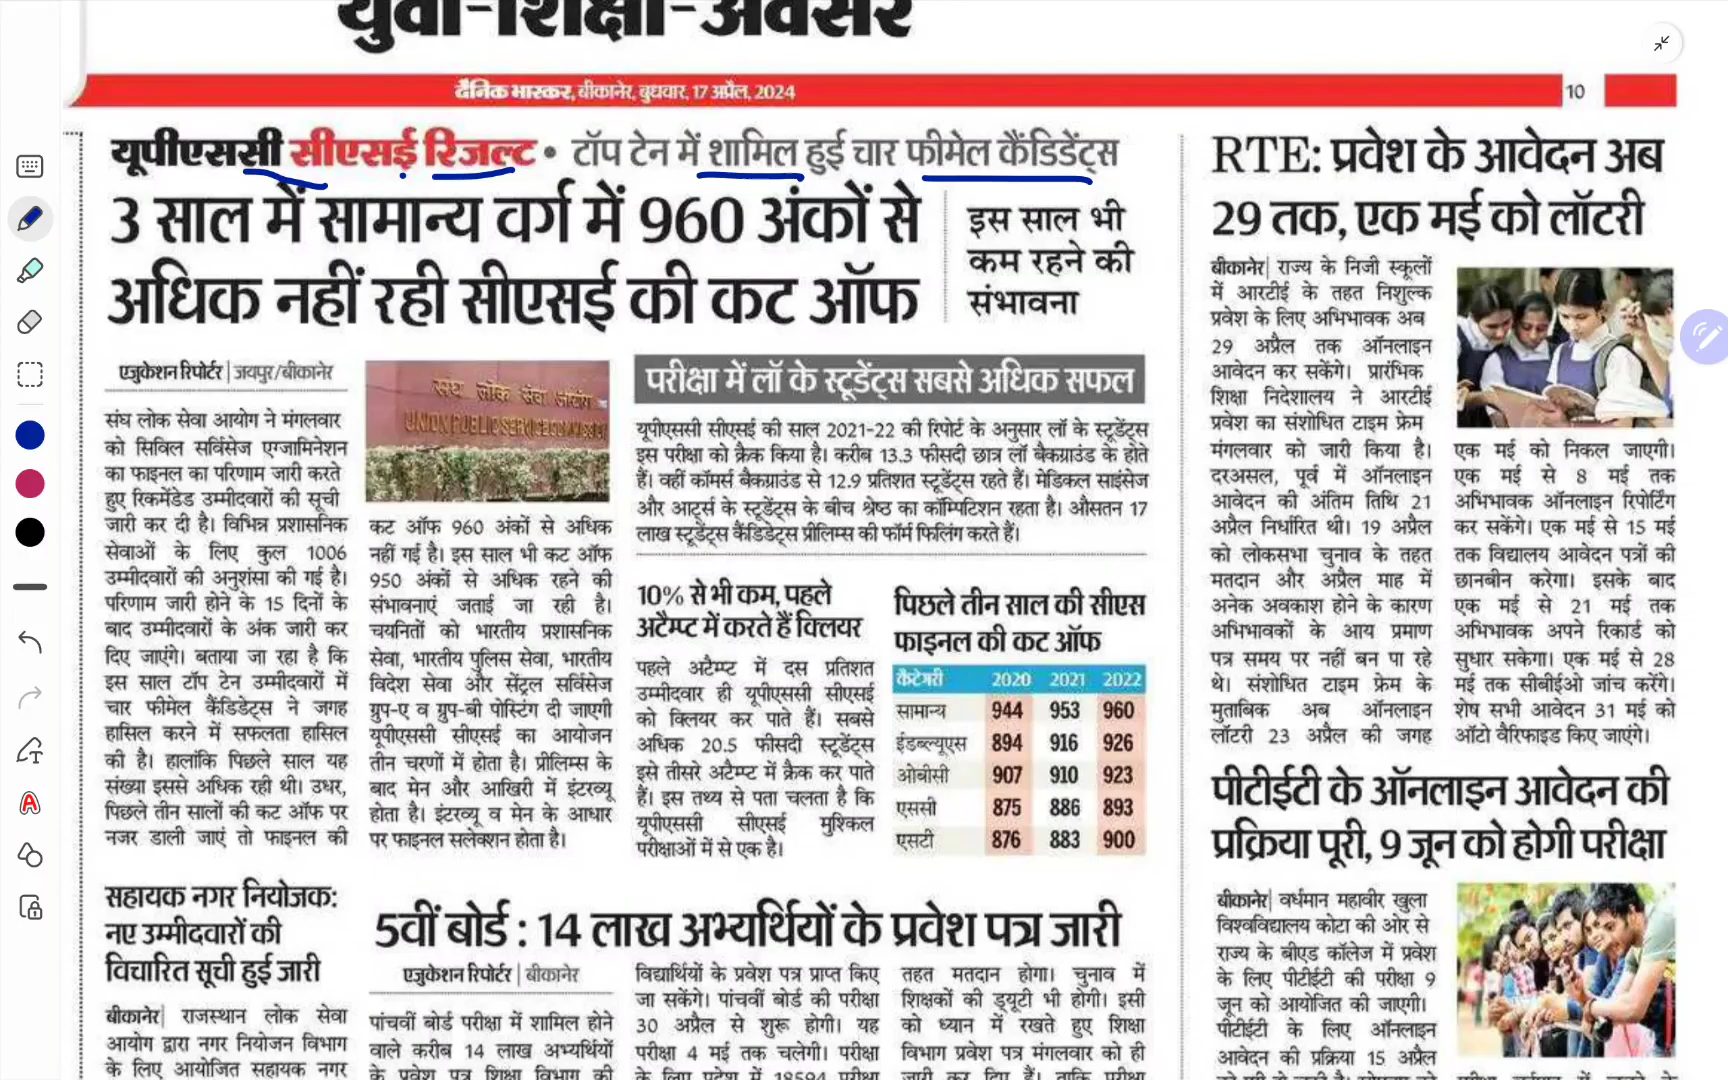 युवा-शिक्षा-अवसर
दैनिक भास्कर, बीकानेर, बुधवार, 17 अप्रैल, 2024
10
यूपीएससी सीएसई रिजल्ट • टॉप टेन में शामिल हुई चार फीमेल कैंडिडेंट्स
3 साल में सामान्य वर्ग में 960 अंकों से
अधिक नहीं रही सीएसई की कट ऑफ
इस साल भी
कम रहने की
संभावना
एजुकेशन रिपोर्टर | जयपुर/बीकानेर
संघ लोक सेवा आयोग ने मंगलवार
को सिविल सर्विसेज एग्जामिनेशन
का फाइनल का परिणाम जारी करते
हुए रिकमेंडेड उम्मीदवारों की सूची
जारी कर दी है। विभिन्न प्रशासनिक
सेवाओं के लिए कुल 1006
उम्मीदवारों की अनुशंसा की गई है।
परिणाम जारी होने के 15 दिनों के
बाद उम्मीदवारों के अंक जारी कर
दिए जाएंगे। बताया जा रहा है कि
इस साल टॉप टेन उम्मीदवारों में
चार फीमेल कैंडिडेट्स ने जगह
हासिल करने में सफलता हासिल
की है। हालांकि पिछले साल यह
संख्या इससे अधिक रही थी। उधर,
पिछले तीन सालों की कट ऑफ पर
नजर डाली जाएं तो फाइनल की
संघ लोक सेवा आयोग
UNION PUBLIC SERVICE COMMISSION
कट ऑफ 960 अंकों से अधिक
नहीं गई है। इस साल भी कट ऑफ
950 अंकों से अधिक रहने की
संभावनाएं जताई जा रही है।
चयनितों को भारतीय प्रशासनिक
सेवा, भारतीय पुलिस सेवा, भारतीय
विदेश सेवा और सेंट्रल सर्विसेज
ग्रुप-ए व ग्रुप-बी पोस्टिंग दी जाएगी
यूपीएससी सीएसई का आयोजन
तीन चरणों में होता है। प्रीलिम्स के
बाद मेन और आखिरी में इंटरव्यू
होता है। इंटरव्यू व मेन के आधार
पर फाइनल सलेक्शन होता है।
परीक्षा में लॉ के स्टूडेंट्स सबसे अधिक सफल
यूपीएससी सीएसई की साल 2021-22 की रिपोर्ट के अनुसार लॉ के स्टूडेंट्स
इस परीक्षा को क्रैक किया है। करीब 13.3 फीसदी छात्र लॉ बैकग्राउंड के होते
हैं। वहीं कॉमर्स बैकग्राउंड से 12.9 प्रतिशत स्टूडेंट्स रहते हैं। मेडिकल साइंसेज
और आर्ट्स के स्टूडेंट्स के बीच श्रेष्ठ का कॉम्पिटिशन रहता है। औसतन 17
लाख स्टूडेंट्स कैंडिडेट्स प्रीलिम्स की फॉर्म फिलिंग करते हैं।
10% से भी कम, पहले
अटैम्प्ट में करते हैं क्लियर
पहले अटैम्प्ट में दस प्रतिशत
उम्मीदवार ही यूपीएससी सीएसई
को क्लियर कर पाते हैं। सबसे
अधिक 20.5 फीसदी स्टूडेंट्स
इसे तीसरे अटैम्प्ट में क्रैक कर पाते
हैं। इस तथ्य से पता चलता है कि
यूपीएससी सीएसई मुश्किल
परीक्षाओं में से एक है।
पिछले तीन साल की सीएस
फाइनल की कट ऑफ
कैटेगरी 2020 2021 2022
सामान्य 944 953 960
इंडब्ल्यूएस 894 916 926
ओबीसी 907 910 923
एससी 875 886 893
एसटी 876 883 900
सहायक नगर नियोजक:
नए उम्मीदवारों की
विचारित सूची हुई जारी
बीकानेर| राजस्थान लोक सेवा
आयोग द्वारा नगर नियोजन विभाग
के लिए आयोजित सहायक नगर
5वीं बोर्ड : 14 लाख अभ्यर्थियों के प्रवेश पत्र जारी
एजुकेशन रिपोर्टर | बीकानेर
पांचवीं बोर्ड परीक्षा में शामिल होने
वाले करीब 14 लाख अभ्यर्थियों
के प्रवेश पत्र शिक्षा विभाग की
विद्यार्थियों के प्रवेश पत्र प्राप्त किए
जा सकेंगे। पांचवीं बोर्ड की परीक्षा
30 अप्रैल से शुरू होगी। यह
परीक्षा 4 मई तक चलेगी। परीक्षा
के लिए प्रदेश में 18594 परीक्षा
तहत मतदान होगा। चुनाव में
शिक्षकों की ड्यूटी भी होगी। इसी
को ध्यान में रखते हुए शिक्षा
विभाग प्रवेश पत्र मंगलवार को ही
जारी कर दिए हैं। ताकि परीक्षा
RTE: प्रवेश के आवेदन अब
29 तक, एक मई को लॉटरी
बीकानेर| राज्य के निजी स्कूलों
में आरटीई के तहत निशुल्क
प्रवेश के लिए अभिभावक अब
29 अप्रैल तक ऑनलाइन
आवेदन कर सकेंगे। प्रारंभिक
शिक्षा निदेशालय ने आरटीई
प्रवेश का संशोधित टाइम फ्रेम
मंगलवार को जारी किया है।
दरअसल, पूर्व में ऑनलाइन
आवेदन की अंतिम तिथि 21
अप्रैल निर्धारित थी। 19 अप्रैल
को लोकसभा चुनाव के तहत
मतदान और अप्रैल माह में
अनेक अवकाश होने के कारण
अभिभावकों के आय प्रमाण
पत्र समय पर नहीं बन पा रहे
थे। संशोधित टाइम फ्रेम के
मुताबिक अब ऑनलाइन
लॉटरी 23 अप्रैल की जगह
एक मई को निकल जाएगी।
एक मई से 8 मई तक
अभिभावक ऑनलाइन रिपोर्टिंग
कर सकेंगे। एक मई से 15 मई
तक विद्यालय आवेदन पत्रों की
छानबीन करेगा। इसके बाद
एक मई से 21 मई तक
अभिभावक अपने रिकार्ड को
सुधार सकेगा। एक मई से 28
मई तक सीबीईओ जांच करेंगे।
शेष सभी आवेदन 31 मई को
ऑटो वैरिफाइड किए जाएंगे।
पीटीईटी के ऑनलाइन आवेदन की
प्रक्रिया पूरी, 9 जून को होगी परीक्षा
बीकानेर| वर्धमान महावीर खुला
विश्वविद्यालय कोटा की ओर से
राज्य के बीएड कॉलेज में प्रवेश
के लिए पीटीईटी की परीक्षा 9
जून को आयोजित की जाएगी।
पीटीईटी के लिए ऑनलाइन
आवेदन की प्रक्रिया 15 अप्रैल